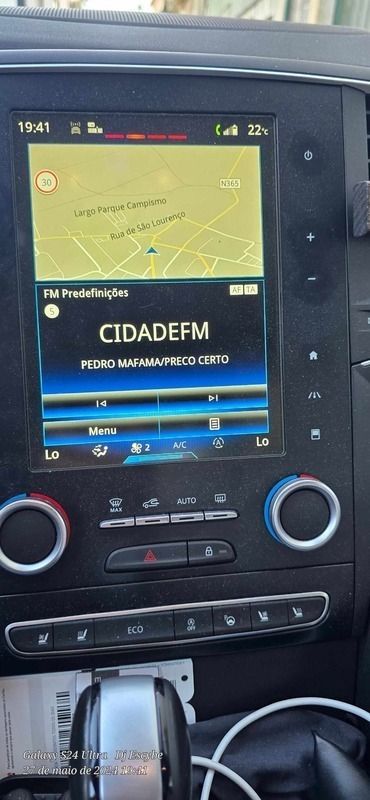 19:41
22°C
30
N365
Largo Parque Campismo
Rua de São Lourenço
FM Predefinições
AF TA
5
CIDADEFM
PEDRO MAFAMA/PRECO CERTO
Menu
Lo
2
A/C
A
Lo
MAX
AUTO
ECO
OFF
Galaxy S24 Ultra Dj Escybe
27 de maio de 2024 19:41